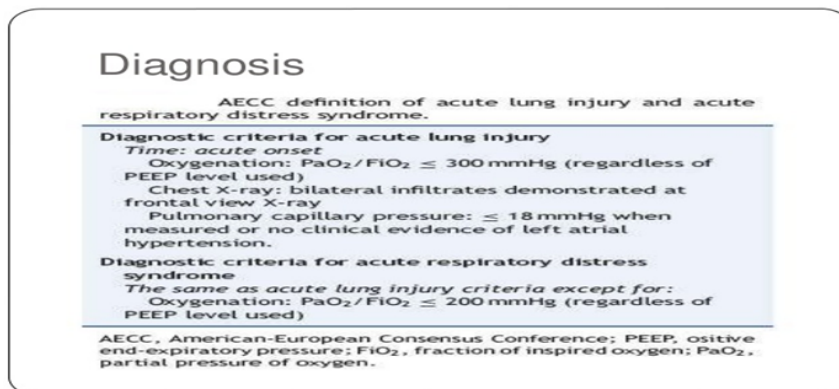 Diagnosis
AECC definition of acute lung injury and acute
respiratory distress syndrome.
Diagnostic criteria for acute lung injury
Time: acute onset
Oxygenation: PaO₂/FiO₂ ≤ 300 mmHg (regardless of
PEEP level used)
Chest X-ray: bilateral infiltrates demonstrated at
frontal view X-ray
Pulmonary capillary pressure: ≤ 18 mmHg when
measured or no clinical evidence of left atrial
hypertension.
Diagnostic criteria for acute respiratory distress
syndrome
The same as acute lung injury criteria except for:
Oxygenation: PaO₂/FiO₂ ≤ 200 mmHg (regardless of
PEEP level used)
AECC, American-European Consensus Conference; PEEP, ositive
end-expiratory pressure; FiO₂, fraction of inspired oxygen; PaO₂,
partial pressure of oxygen.